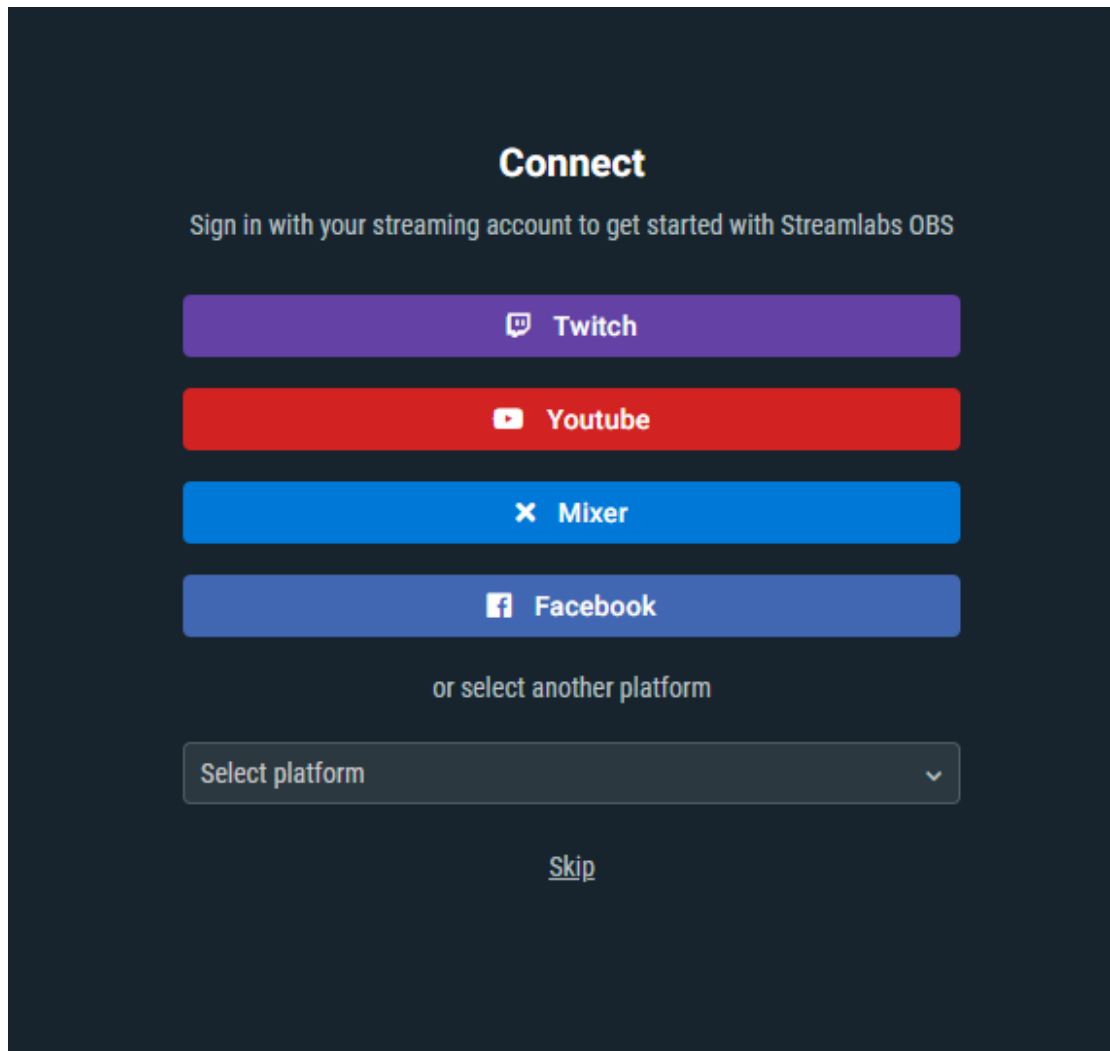 Connect
Sign in with your streaming account to get started with Streamlabs OBS
Twitch
Youtube
Mixer
Facebook
or select another platform
Select platform
Skip